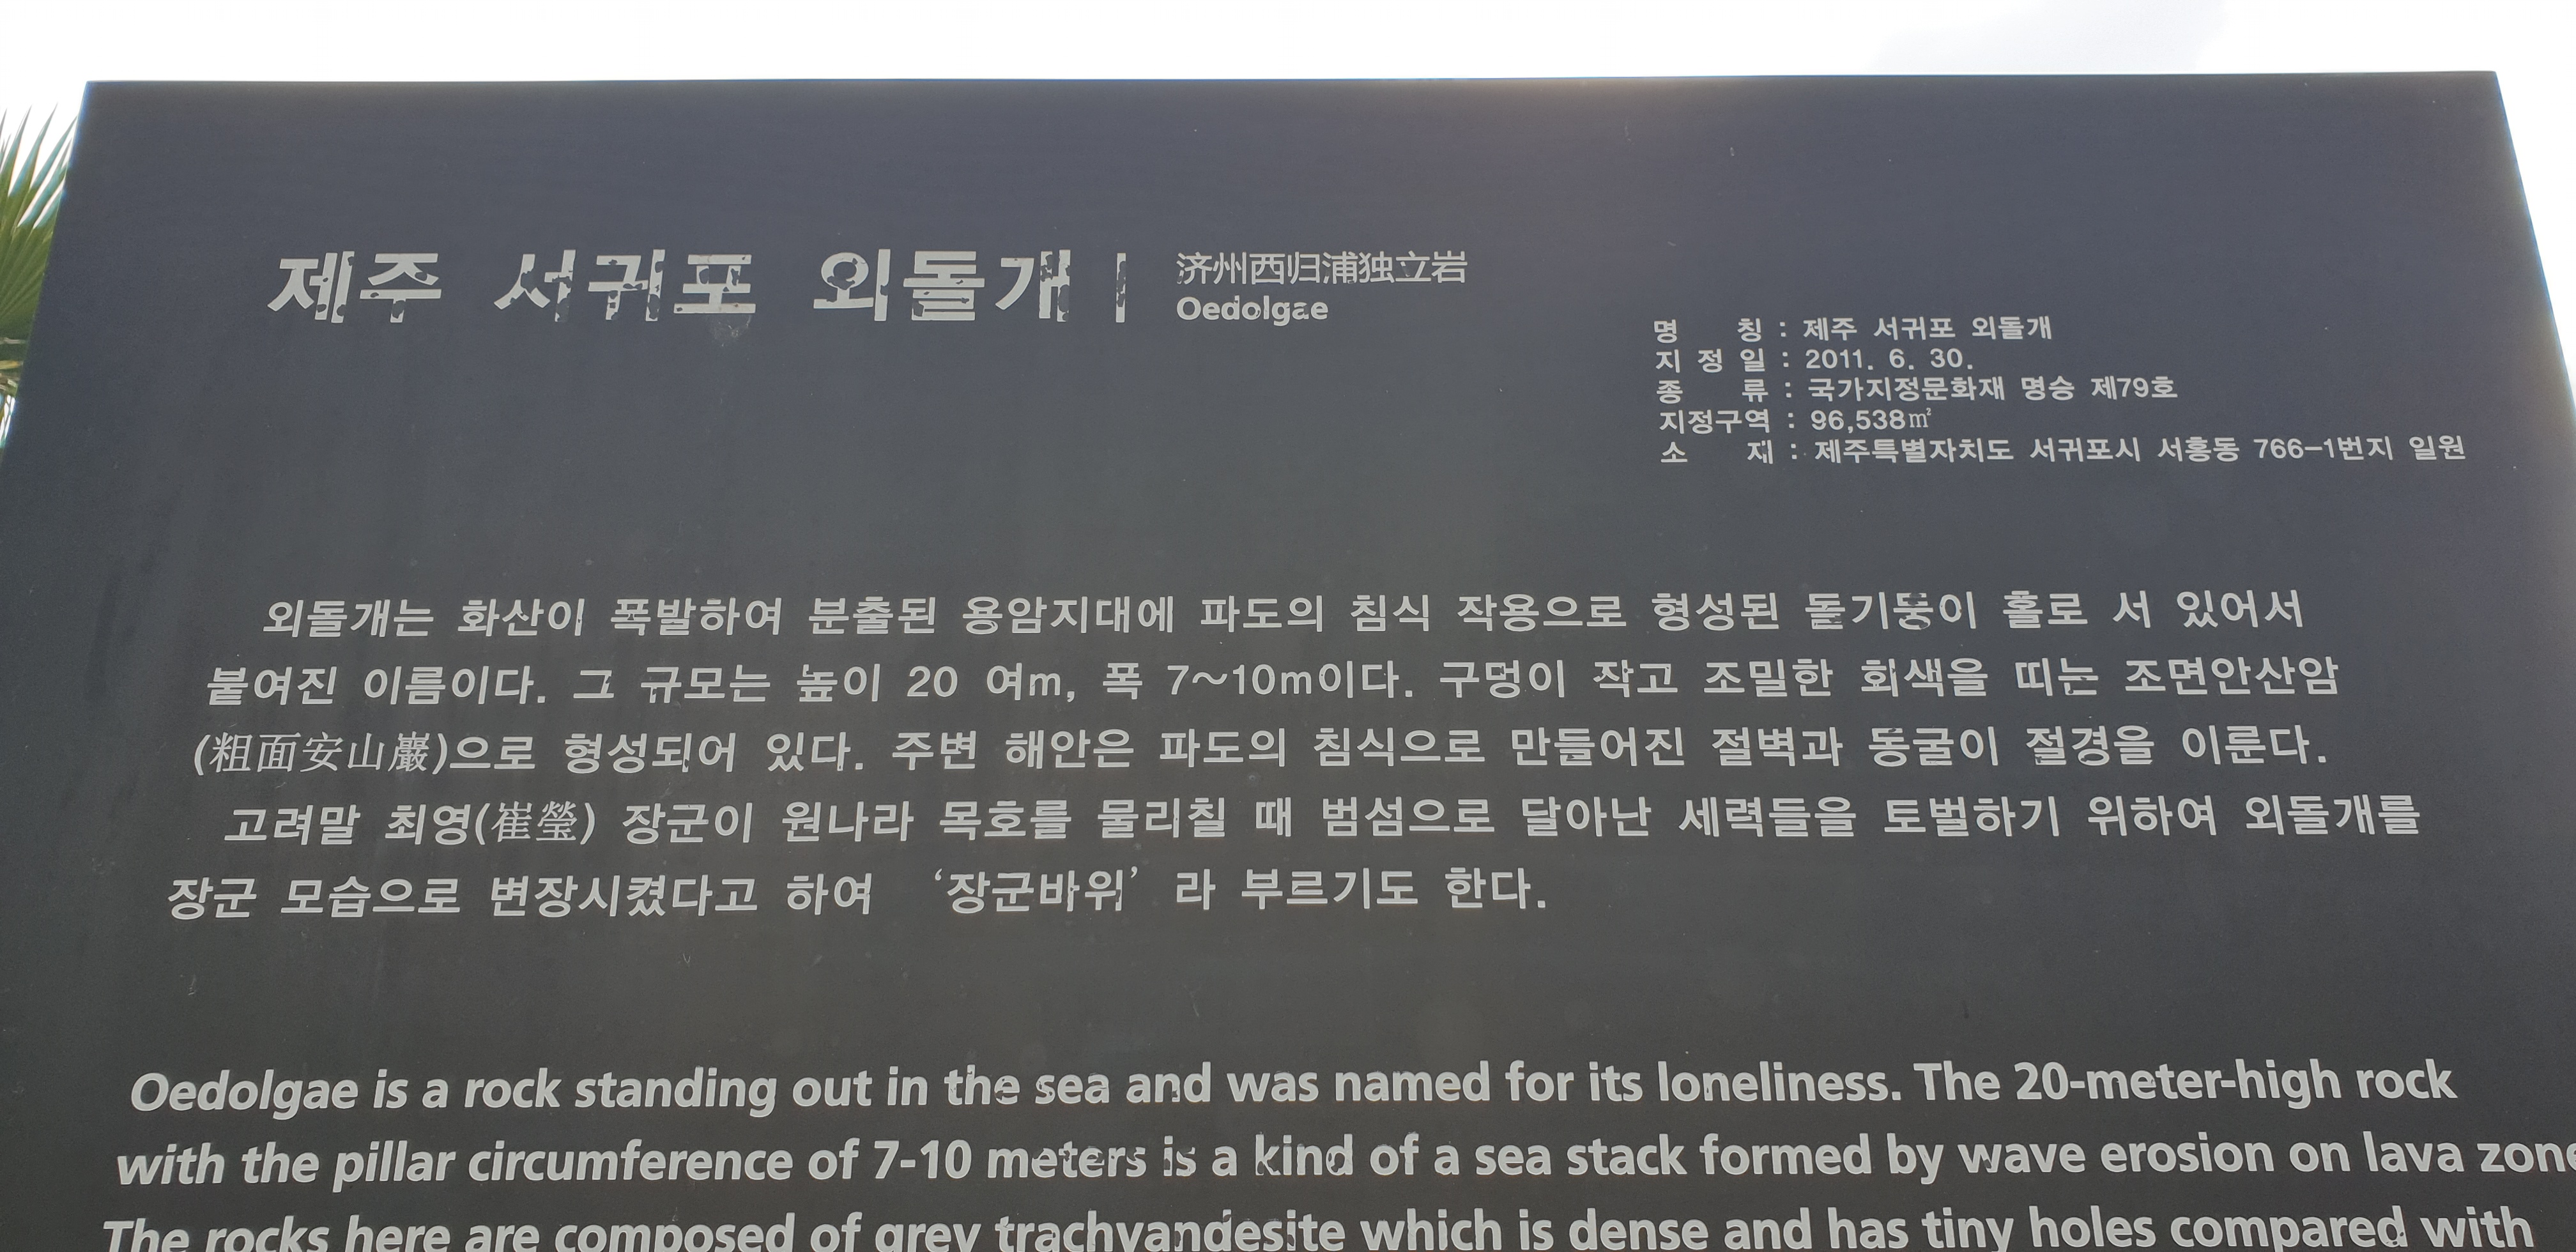 제주 서귀포 외돌개 | 济州西归浦独立岩
Oedolgae
명 칭 : 제주 서귀포 외돌개
지 정 일 : 2011. 6. 30.
종 류 : 국가지정문화재 명승 제79호
지정구역 : 96,538㎡
소 재 : 제주특별자치도 서귀포시 서홍동 766-1번지 일원
외돌개는 화산이 폭발하여 분출된 용암지대에 파도의 침식 작용으로 형성된 돌기둥이 홀로 서 있어서
붙여진 이름이다. 그 규모는 높이 20 여m, 폭 7~10m이다. 구덩이 작고 조밀한 회색을 띠는 조면안산암
(粗面安山巖)으로 형성되어 있다. 주변 해안은 파도의 침식으로 만들어진 절벽과 동굴이 절경을 이룬다.
고려말 최영(崔瑩) 장군이 원나라 목호를 물리칠 때 범섬으로 달아난 세력들을 토벌하기 위하여 외돌개를
장군 모습으로 변장시켰다고 하여 ‘장군바위’ 라 부르기도 한다.
Oedolgae is a rock standing out in the sea and was named for its loneliness. The 20-meter-high rock
with the pillar circumference of 7-10 meters is a kind of a sea stack formed by wave erosion on lava zone
The rocks here are composed of grey trachyandesite which is dense and has tiny holes compared with